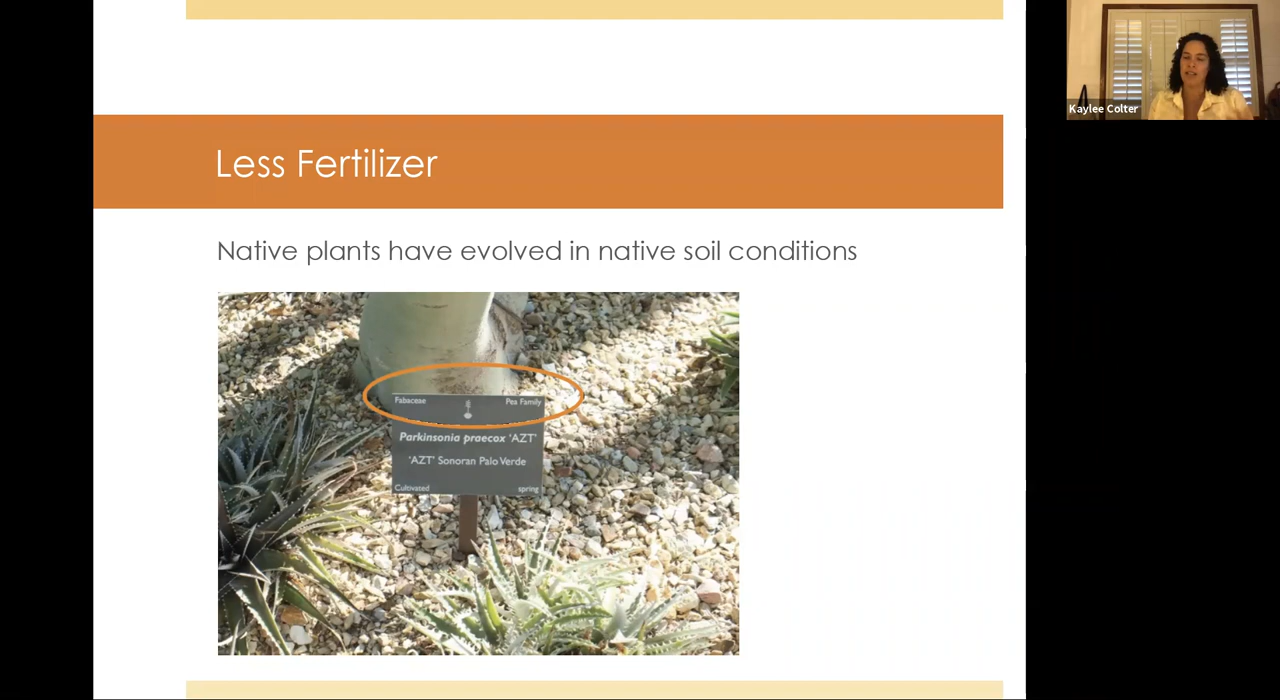 Kaylee Colter
Less Fertilizer
Native plants have evolved in native soil conditions
Fabaceae Pea Family
Parkinsonia praecox 'AZT'
'AZT' Sonoran Palo Verde
Cultivated spring